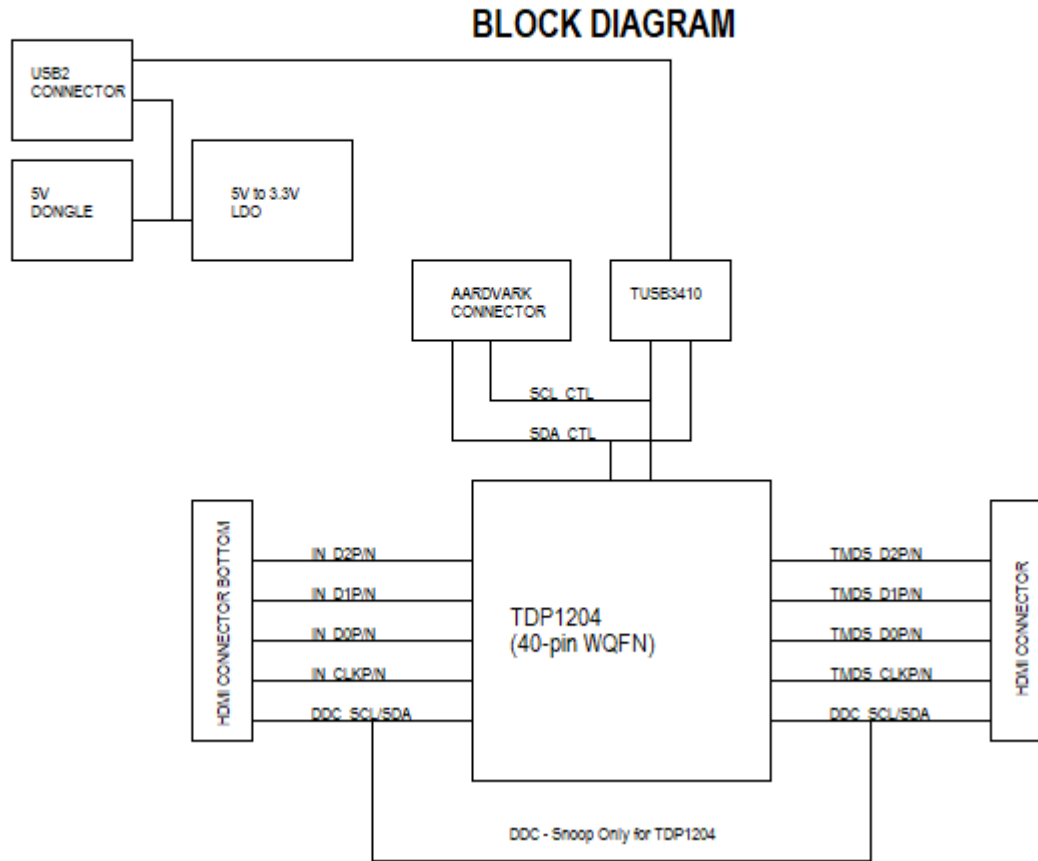 BLOCK DIAGRAM
USB2
CONNECTOR
5V
DONGLE
5V to 3.3V
LDO
AARDVARK
CONNECTOR
TUSB3410
SCL_CTL
SDA_CTL
HDMI CONNECTOR BOTTOM
IN_D2P/N
IN_D1P/N
IN_D0P/N
IN_CLKP/N
DDC_SCL/SDA
TDP1204
(40-pin WQFN)
TMDS_D2P/N
TMDS_D1P/N
TMDS_D0P/N
TMDS_CLKP/N
DDC_SCL/SDA
HDMI CONNECTOR
DDC - Snoop Only for TDP1204